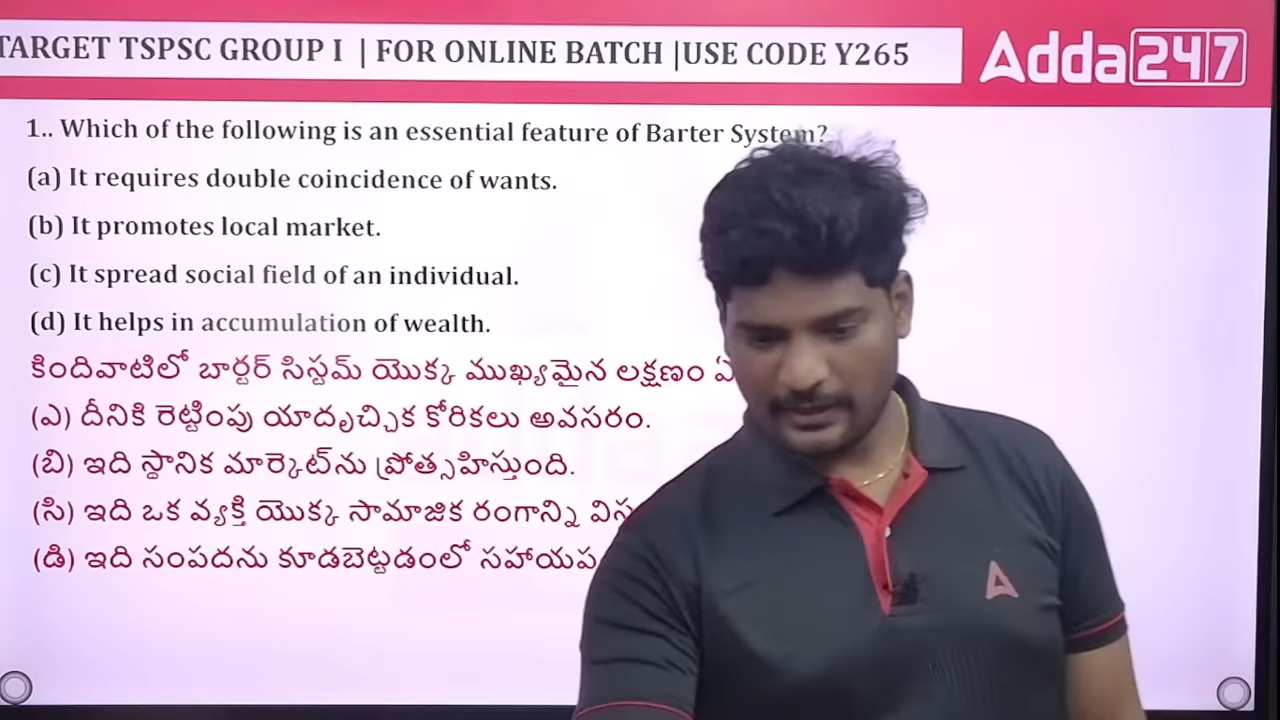 TARGET TSPSC GROUP I | FOR ONLINE BATCH |USE CODE Y265
Adda247
1.. Which of the following is an essential feature of Barter System?
(a) It requires double coincidence of wants.
(b) It promotes local market.
(c) It spread social field of an individual.
(d) It helps in accumulation of wealth.
కిందివాటిలో బార్టర్ సిస్టమ్ యొక్క ముఖ్యమైన లక్షణం
(ఎ) దీనికి రెట్టింపు యాదృచ్చిక కోరికలు అవసరం.
(బి) ఇది స్థానిక మార్కెట్‌ను ప్రోత్సహిస్తుంది.
(సి) ఇది ఒక వ్యక్తి యొక్క సామాజిక రంగాన్ని
(డి) ఇది సంపదను కూడబెట్టడంలో